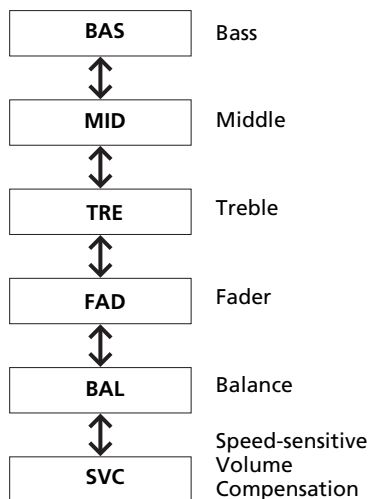 BAS Bass
MID Middle
TRE Treble
FAD Fader
BAL Balance
Speed-sensitive
Volume
SVC Compensation